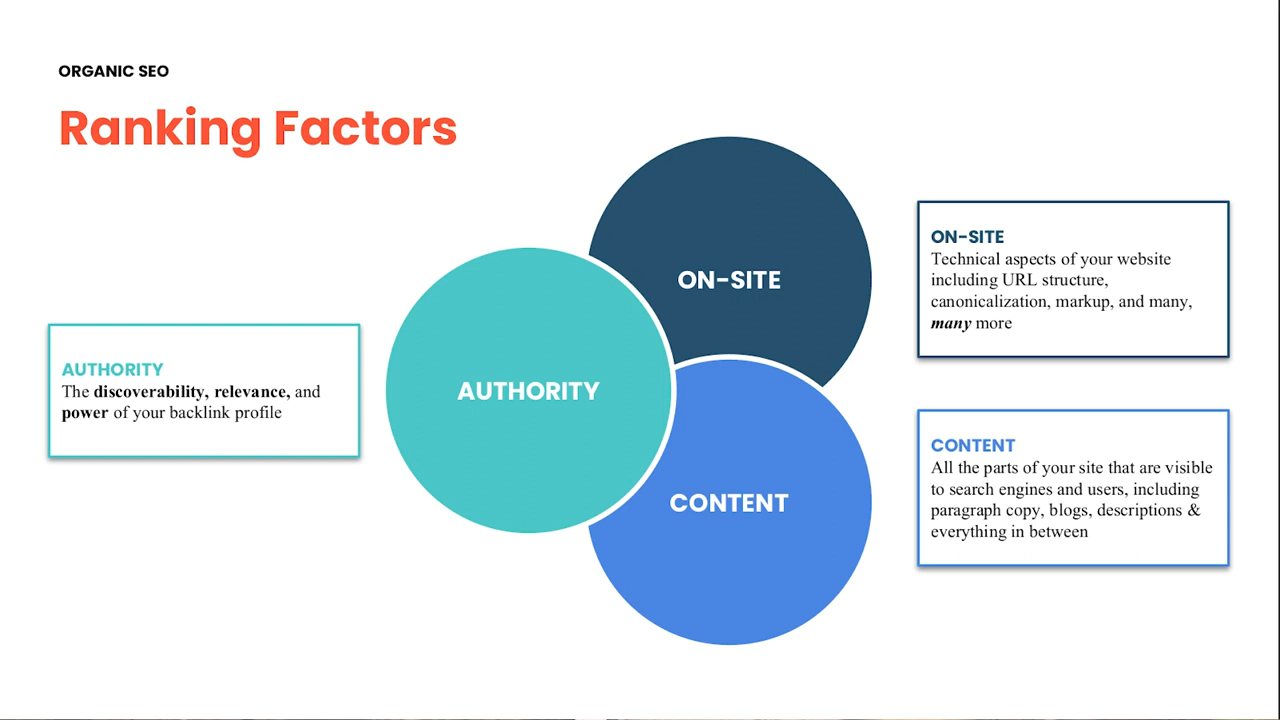 ORGANIC SEO
Ranking Factors
ON-SITE
AUTHORITY
CONTENT
AUTHORITY
The discoverability, relevance, and
power of your backlink profile
ON-SITE
Technical aspects of your website
including URL structure,
canonicalization, markup, and many,
many more
CONTENT
All the parts of your site that are visible
to search engines and users, including
paragraph copy, blogs, descriptions &
everything in between